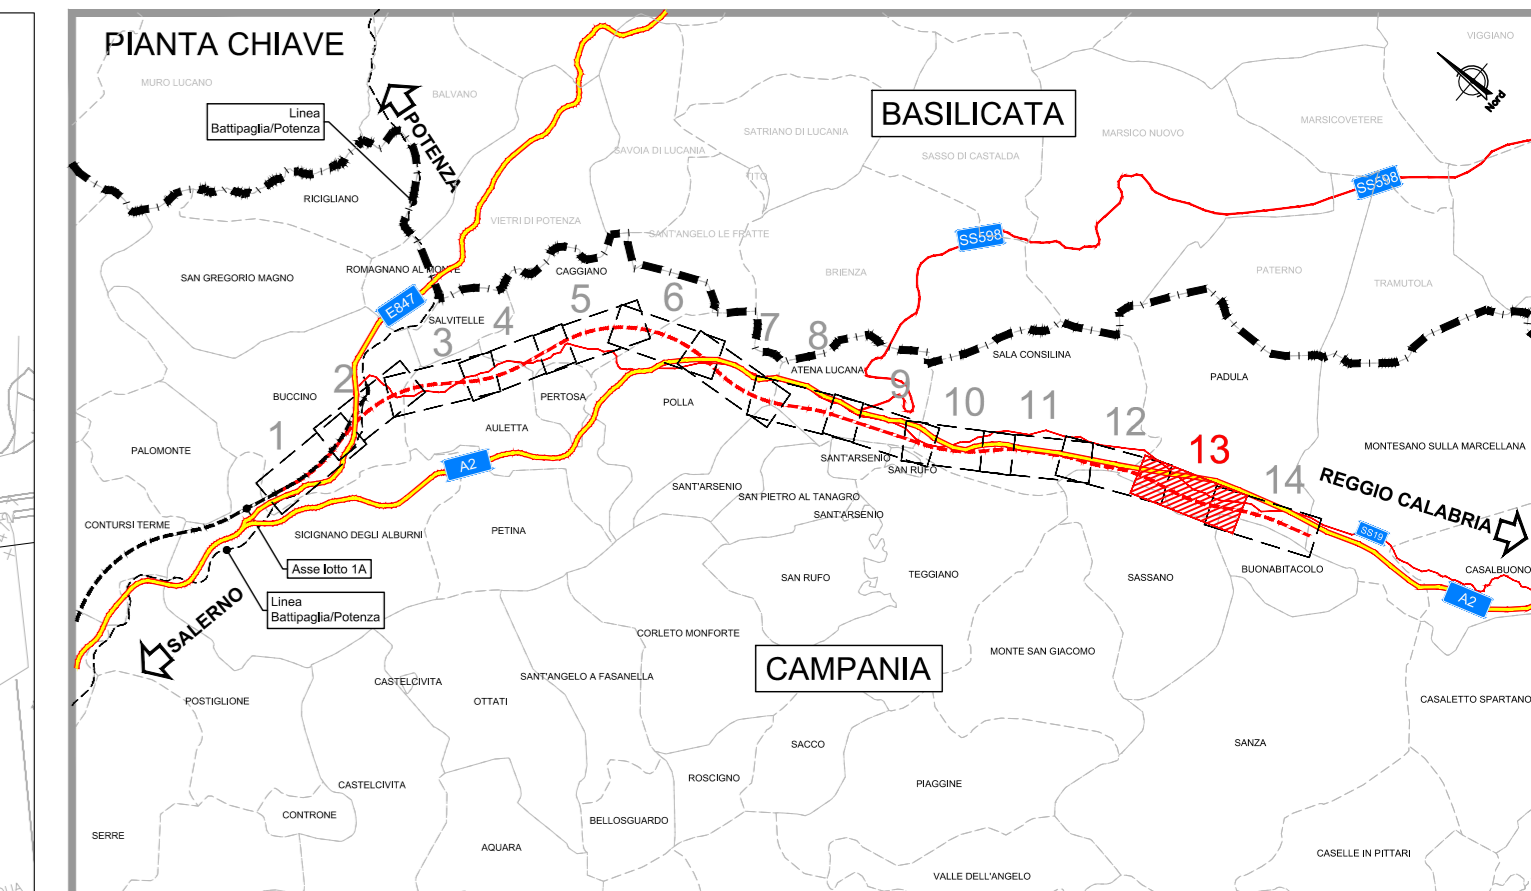 PIANTA CHIAVE
VIGGIANO
MURO LUCANO
BALVANO
Nord
Linea
Battipaglia/Potenza
POTENZA
BASILICATA
SATRIANO DI LUCANIA
MARSICO NUOVO
MARSICOVETERE
SAVOIA DI LUCANIA
SASSO DI CASTALDA
TITO
SS598
RICIGLIANO
VIETRI DI POTENZA
SANT'ANGELO LE FRATTE
SS598
SAN GREGORIO MAGNO
ROMAGNANO AL MONTE
CAGGIANO
BRIENZA
PATERNO
TRAMUTOLA
E847
SALVITELLE
5
6
4
3
7
8
SALA CONSILINA
ATENA LUCANA
PADULA
2
BUCCINO
PERTOSA
POLLA
9
10
11
12
AULETTA
1
PALOMONTE
13
MONTESANO SULLA MARCELLANA
A2
SANT'ARSENIO
SAN RUFO
14
REGGIO CALABRIA
SANT'ARSENIO
SAN PIETRO AL TANAGRO
SANT'ARSENIO
CONTURSI TERME
SICIGNANO DEGLI ALBURNI
PETINA
SS19
Asse lotto 1A
SAN RUFO
TEGGIANO
SASSANO
BUONABITACOLO
CASALBUONO
A2
Linea
Battipaglia/Potenza
SALERNO
CORLETO MONFORTE
MONTE SAN GIACOMO
CAMPANIA
SANT'ANGELO A FASANELLA
CASTELCIVITA
POSTIGLIONE
OTTATI
CASALETTO SPARTANO
SACCO
SANZA
ROSCIGNO
PIAGGINE
CASTELCIVITA
CONTRONE
BELLOSGUARDO
SERRE
AQUARA
CASELLE IN PITTARI
VALLE DELL'ANGELO